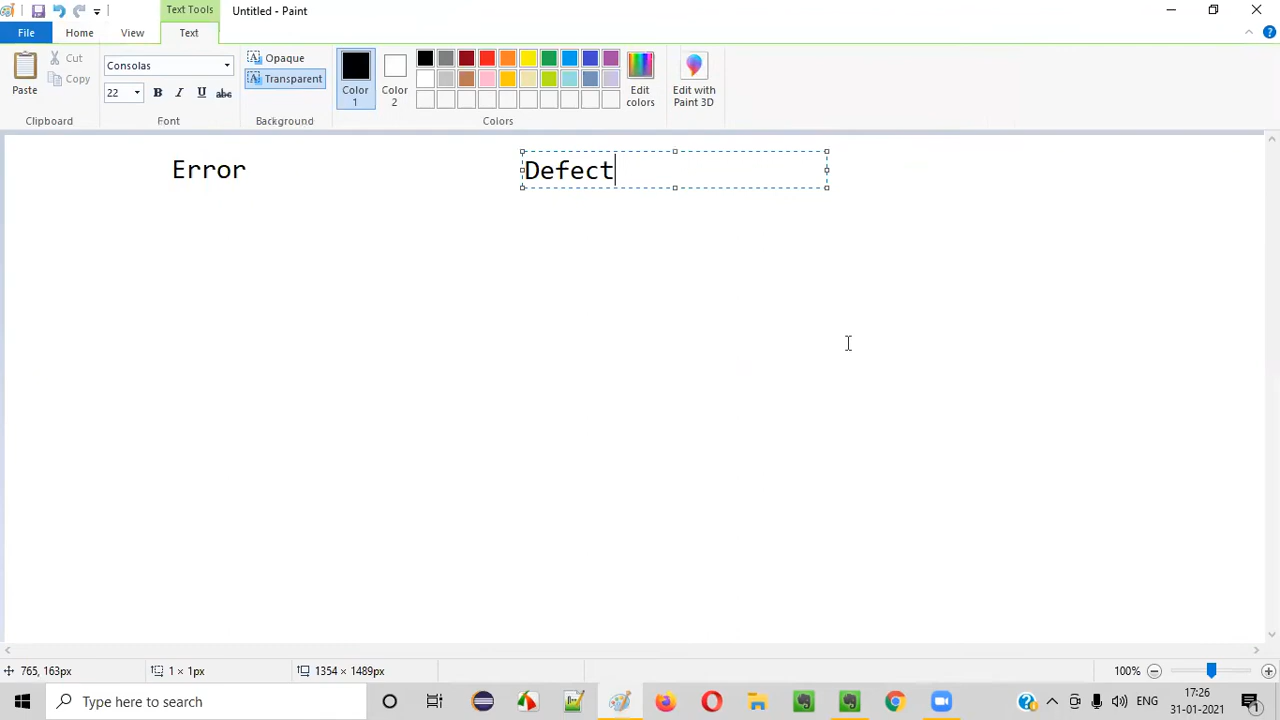 Untitled - Paint
Text Tools
File
Home
View
Text
Paste
Cut
Copy
Clipboard
Consolas
22
B
I
U
abc
Font
Opaque
Transparent
Background
Color 1
Color 2
Edit colors
Colors
Edit with Paint 3D
Error
Defect
765, 163px
1 × 1px
1354 × 1489px
100%
Type here to search
ENG
17:26
31-01-2021